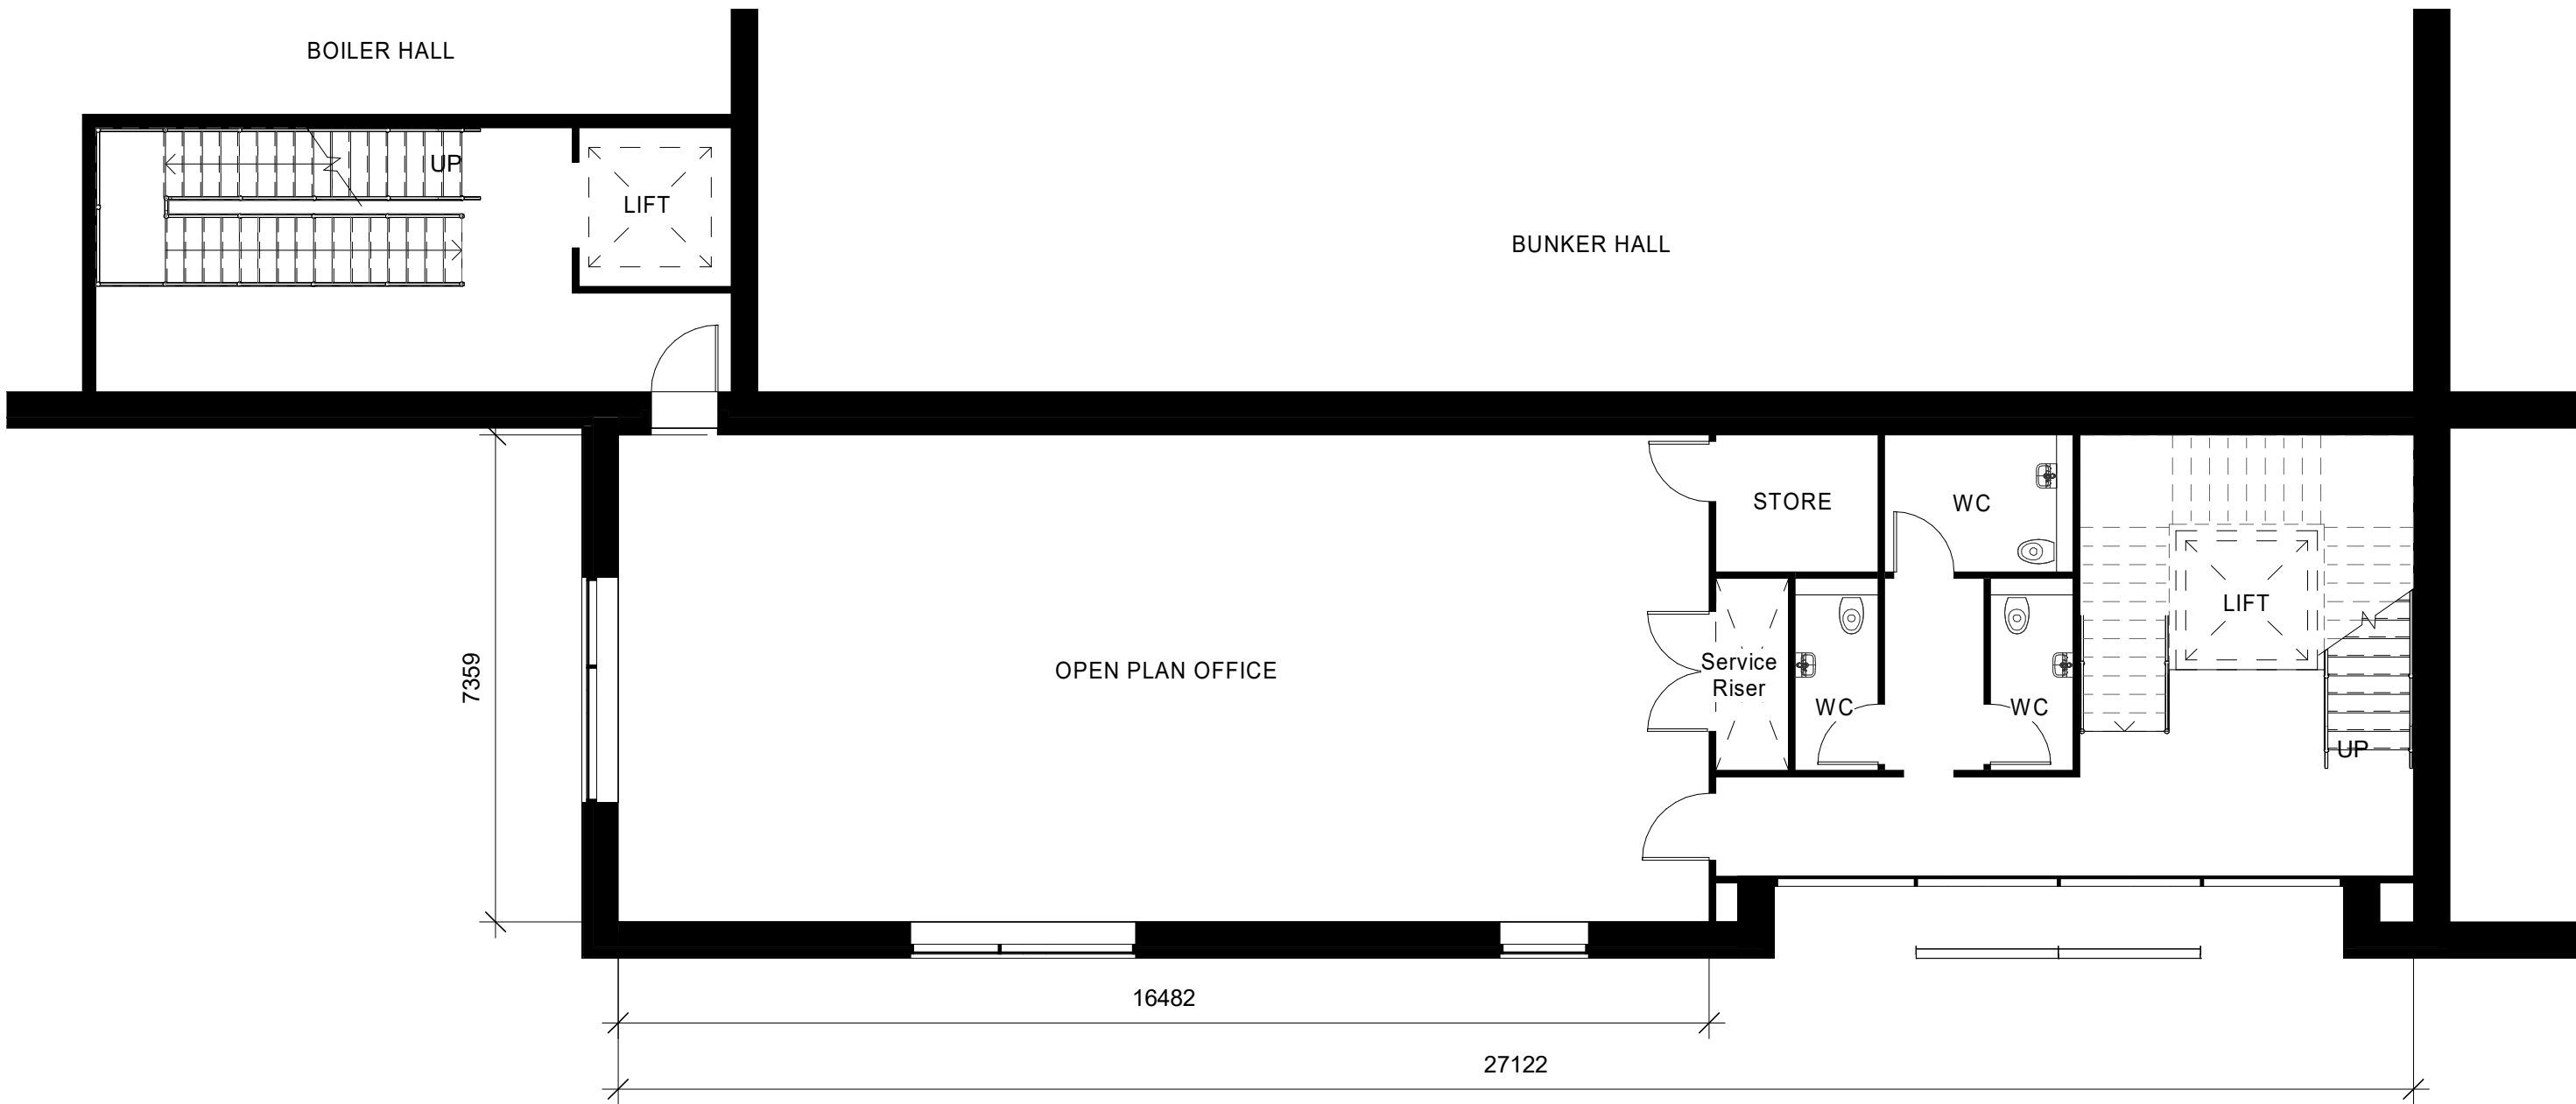 BOILER HALL
UP
LIFT
BUNKER HALL
STORE
WC
LIFT
OPEN PLAN OFFICE
Service
Riser
WC
WC
UP
7359
16482
27122